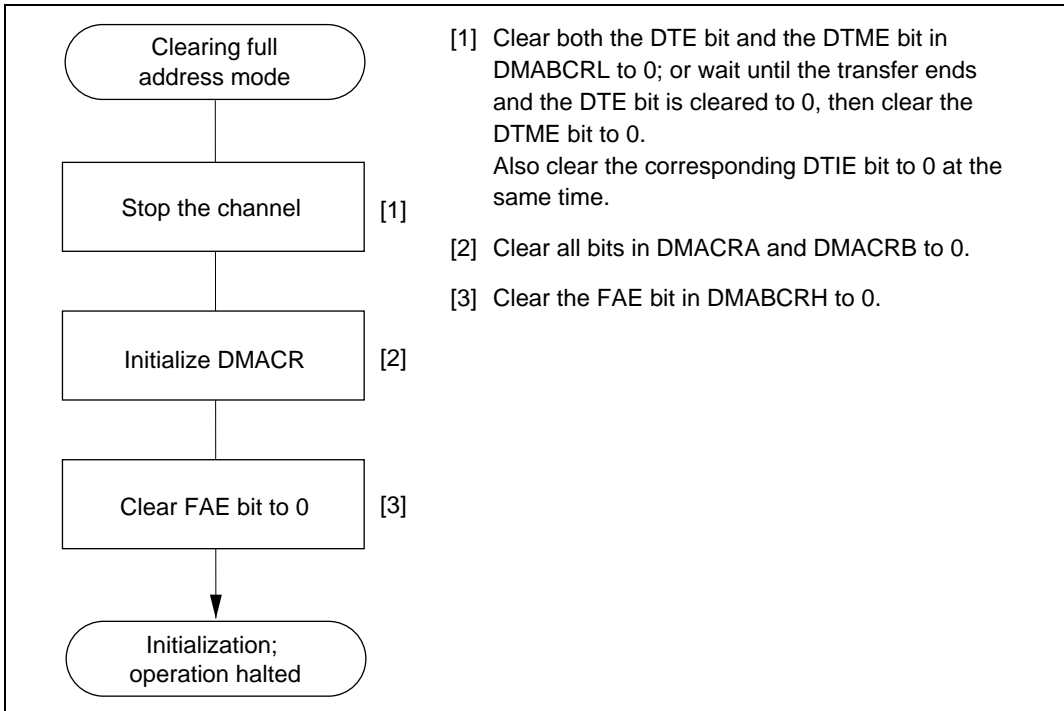 Clearing full
address mode
Stop the channel
[1]
Initialize DMACR
[2]
Clear FAE bit to 0
[3]
Initialization;
operation halted
[1] Clear both the DTE bit and the DTME bit in
DMABCRL to 0; or wait until the transfer ends
and the DTE bit is cleared to 0, then clear the
DTME bit to 0.
Also clear the corresponding DTIE bit to 0 at the
same time.
[2] Clear all bits in DMACRA and DMACRB to 0.
[3] Clear the FAE bit in DMABCRH to 0.